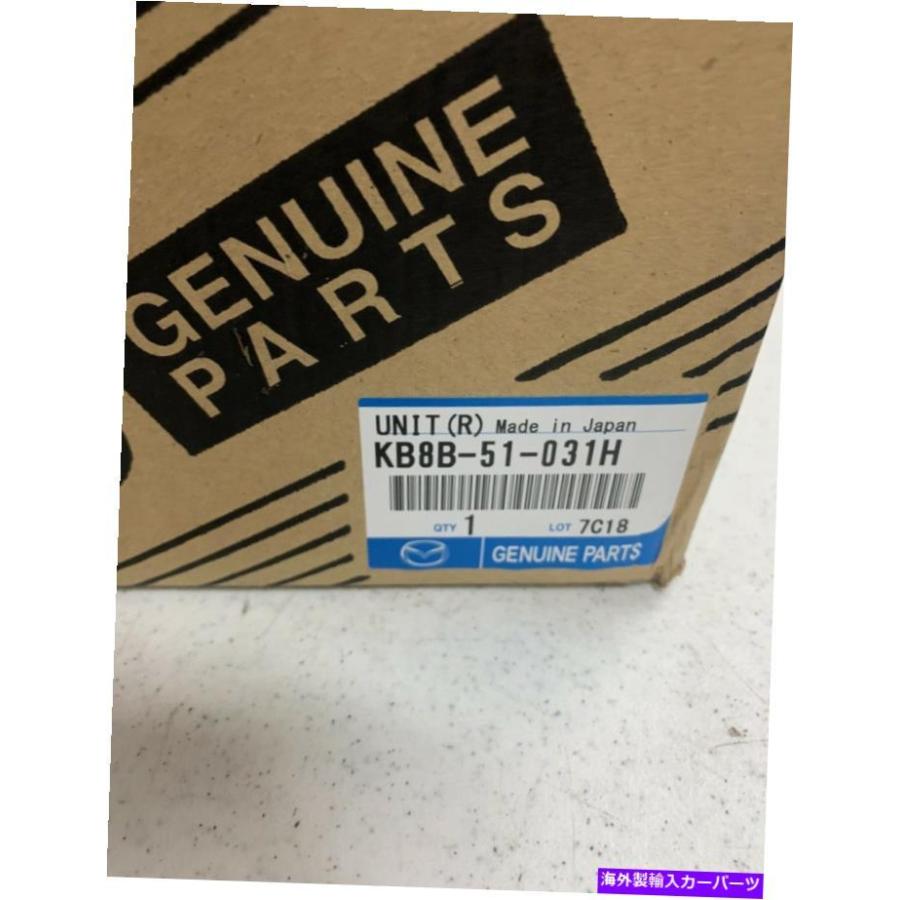 GENUINE
PARTS
UNIT(R) Made in Japan
KB8B-51-031H
QTY 1 LOT 7C18
GENUINE PARTS
海外製輸入カーパーツ